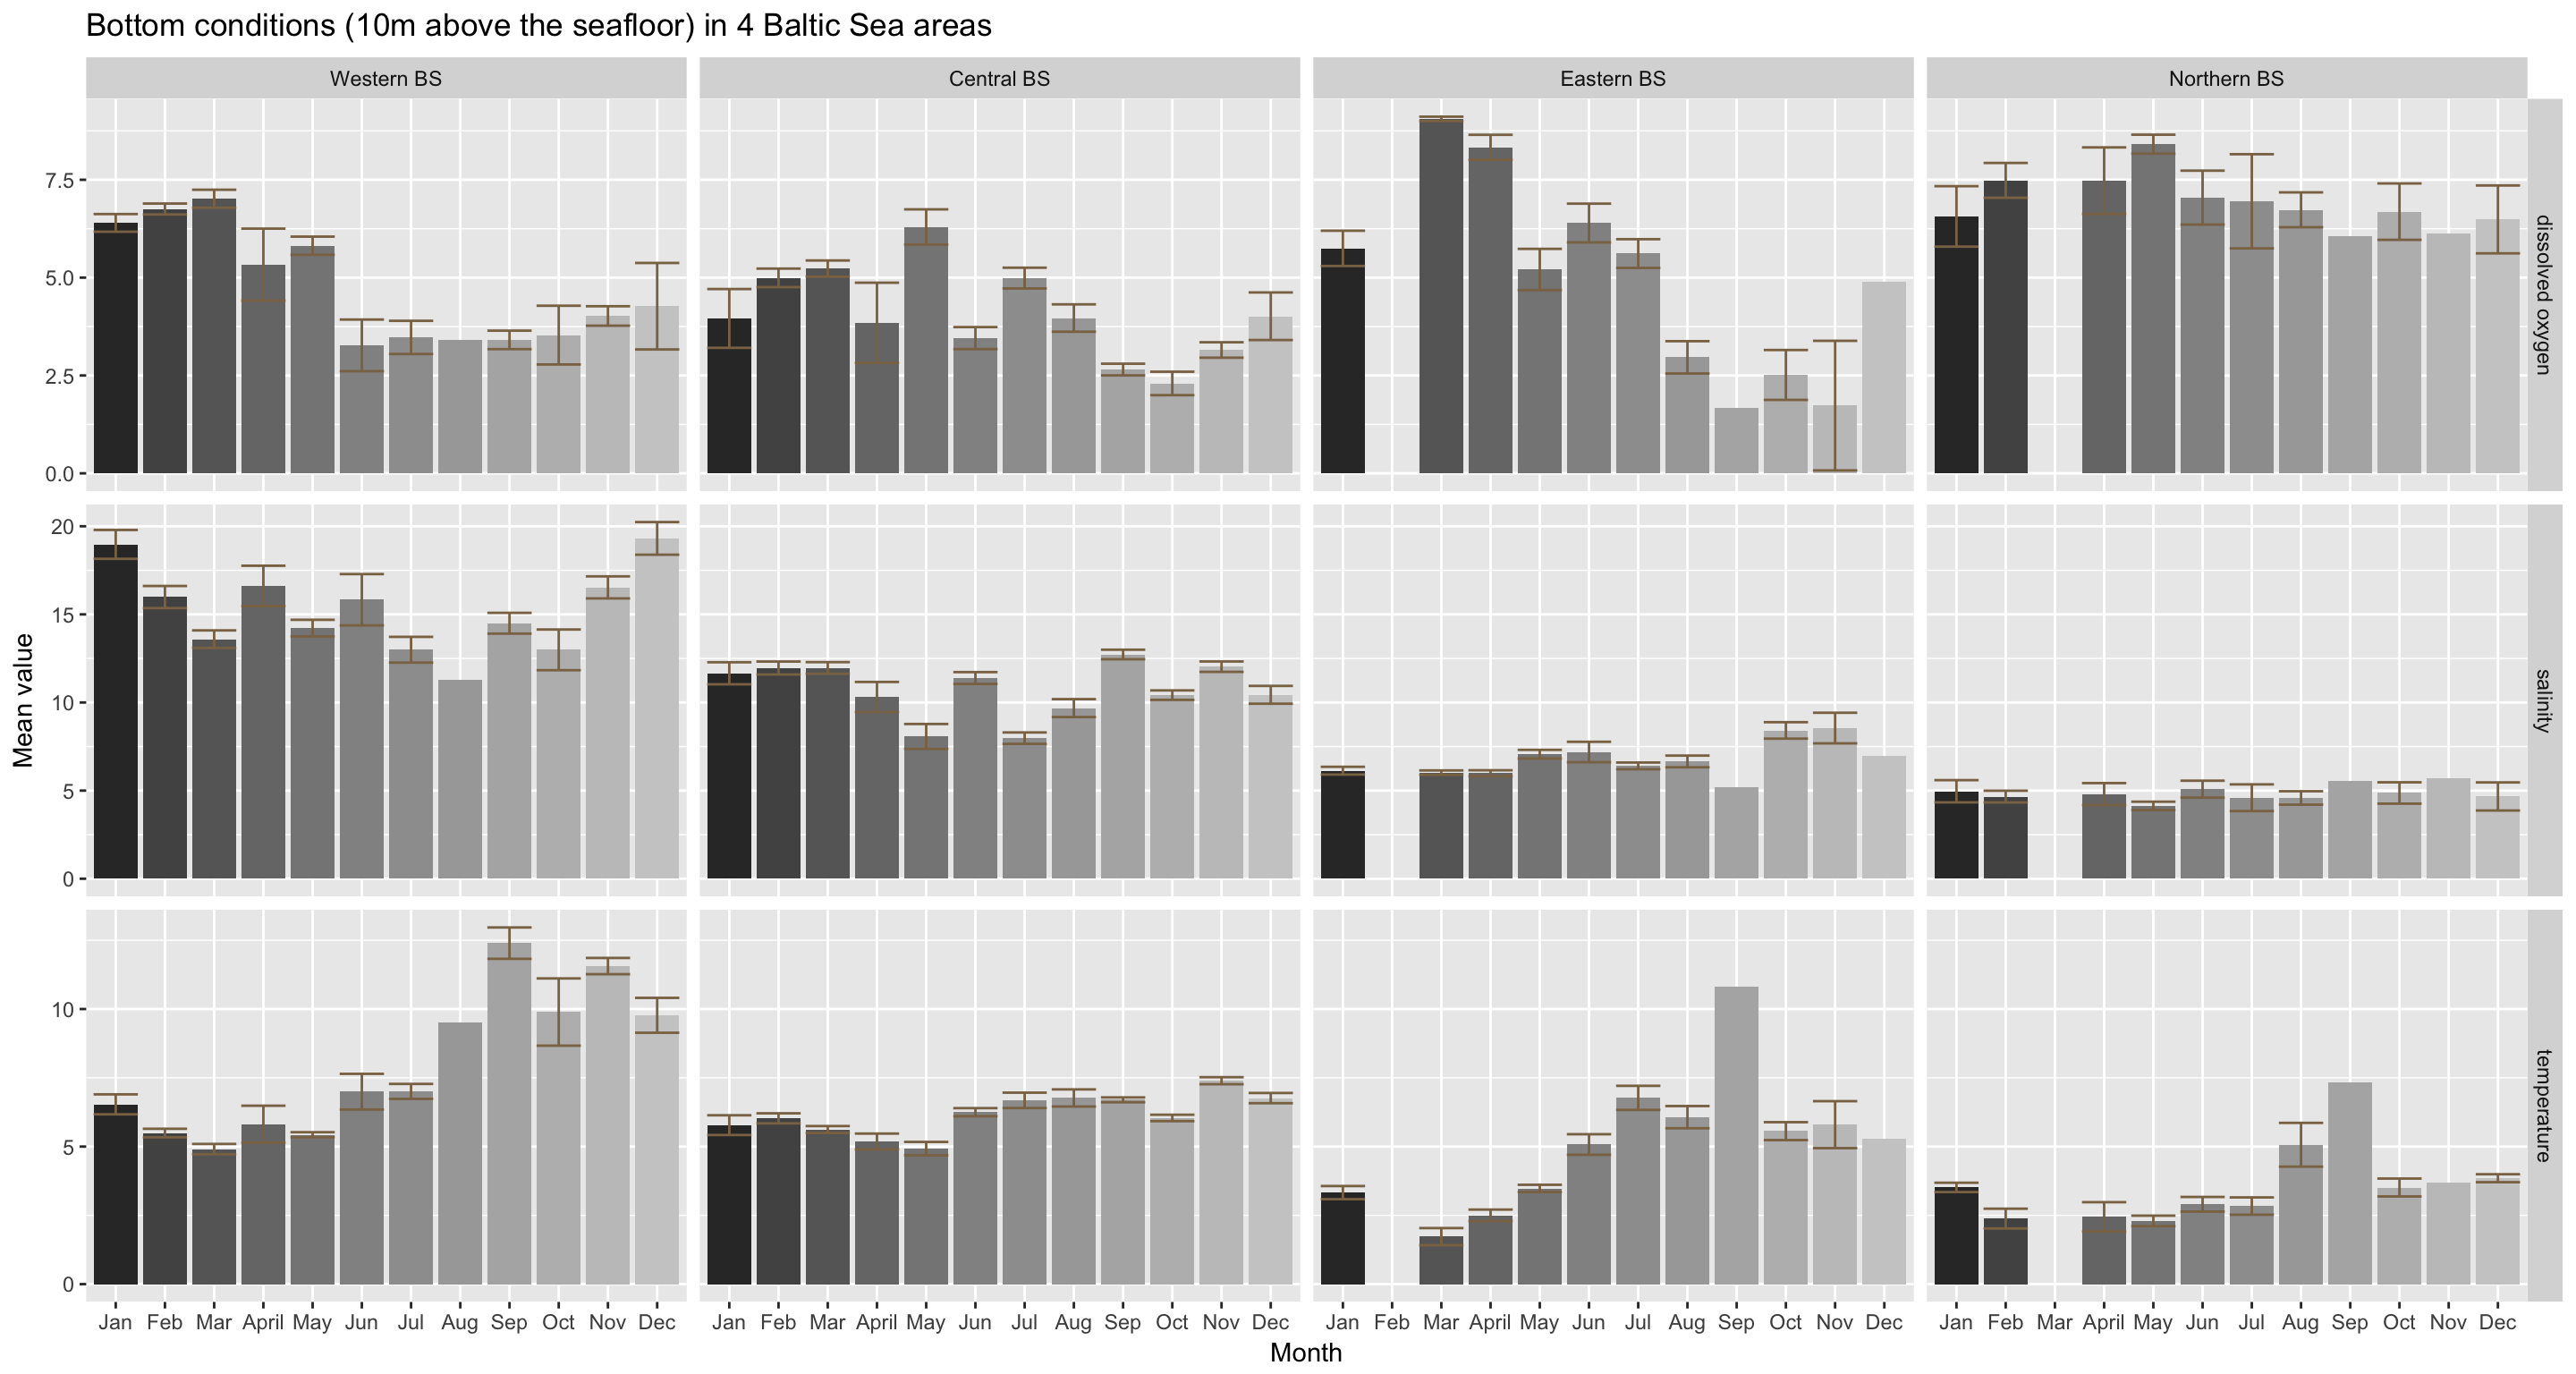 Bottom conditions (10m above the seafloor) in 4 Baltic Sea areas
Western BS
Central BS
Eastern BS
Northern BS
7.5
5.0
2.5
0.0
dissolved oxygen
20
15
10
5
0
salinity
10
5
0
temperature
Mean value
Jan Feb Mar April May Jun Jul Aug Sep Oct Nov Dec
Jan Feb Mar April May Jun Jul Aug Sep Oct Nov Dec
Jan Feb Mar April May Jun Jul Aug Sep Oct Nov Dec
Jan Feb Mar April May Jun Jul Aug Sep Oct Nov Dec
Month